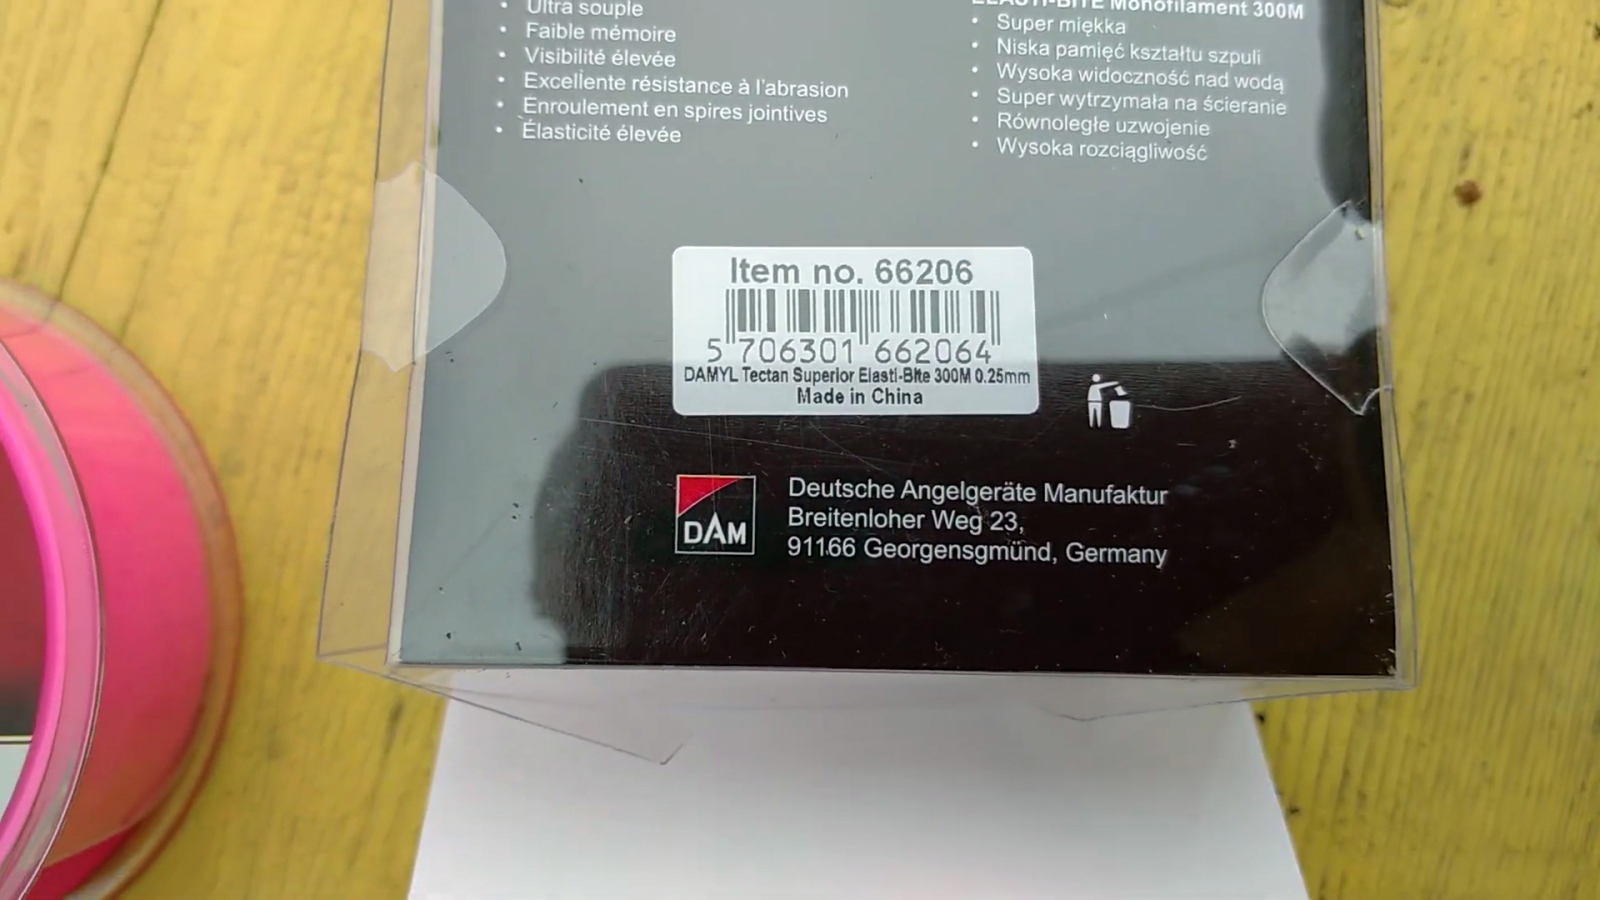 Ultra souple
• Faible mémoire
• Visibilité élevée
• Excellente résistance à l'abrasion
• Enroulement en spires jointives
• Élasticité élevée
ELASTI-BITE Monofilament 300M
• Super miękka
• Niska pamięć kształtu szpuli
• Wysoka widoczność nad wodą
• Super wytrzymała na ścieranie
• Równoległe uzwojenie
• Wysoka rozciągliwość
Item no. 66206
5 706301 662064
DAMYL Tectan Superior Elasti-Bite 300M 0.25mm
Made in China
DAM
Deutsche Angelgeräte Manufaktur
Breitenloher Weg 23,
91166 Georgensgmünd, Germany